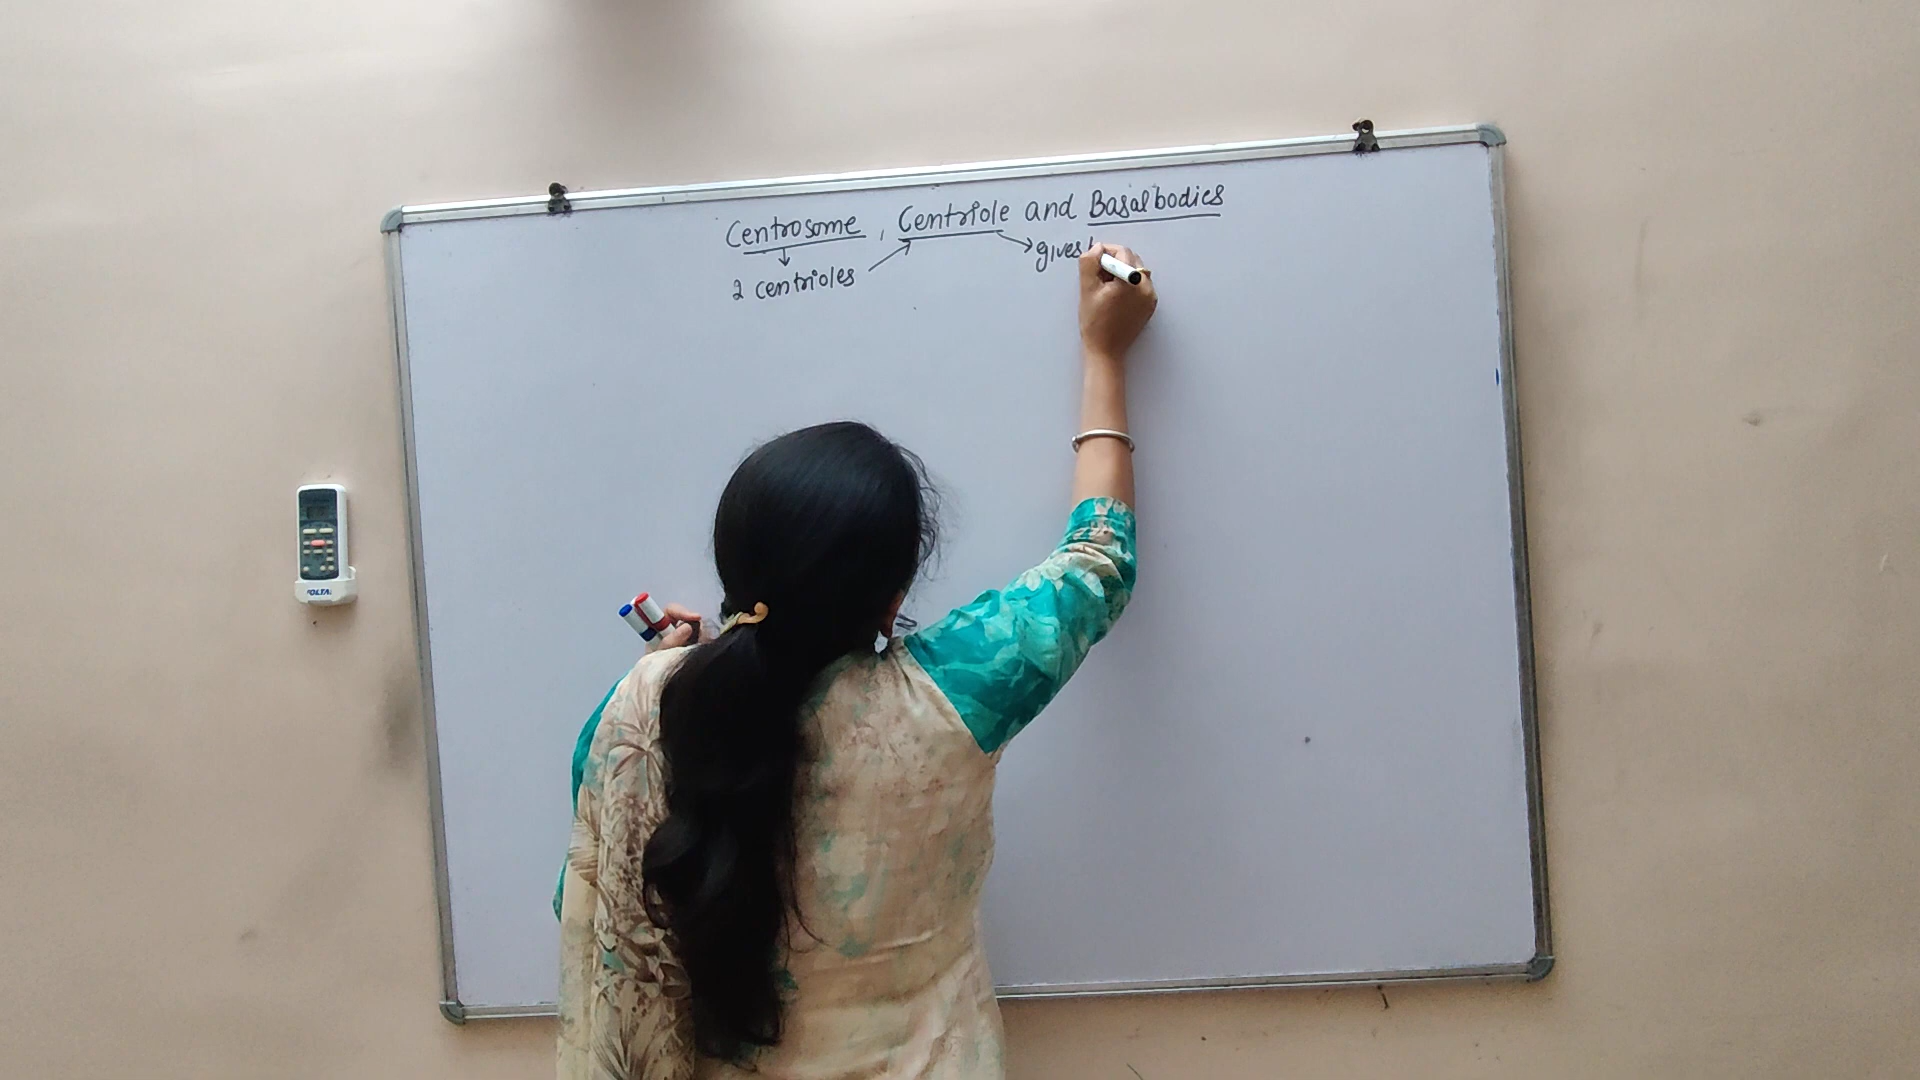 Centrosome, Centriole and Basal bodies
2 centrioles
gives